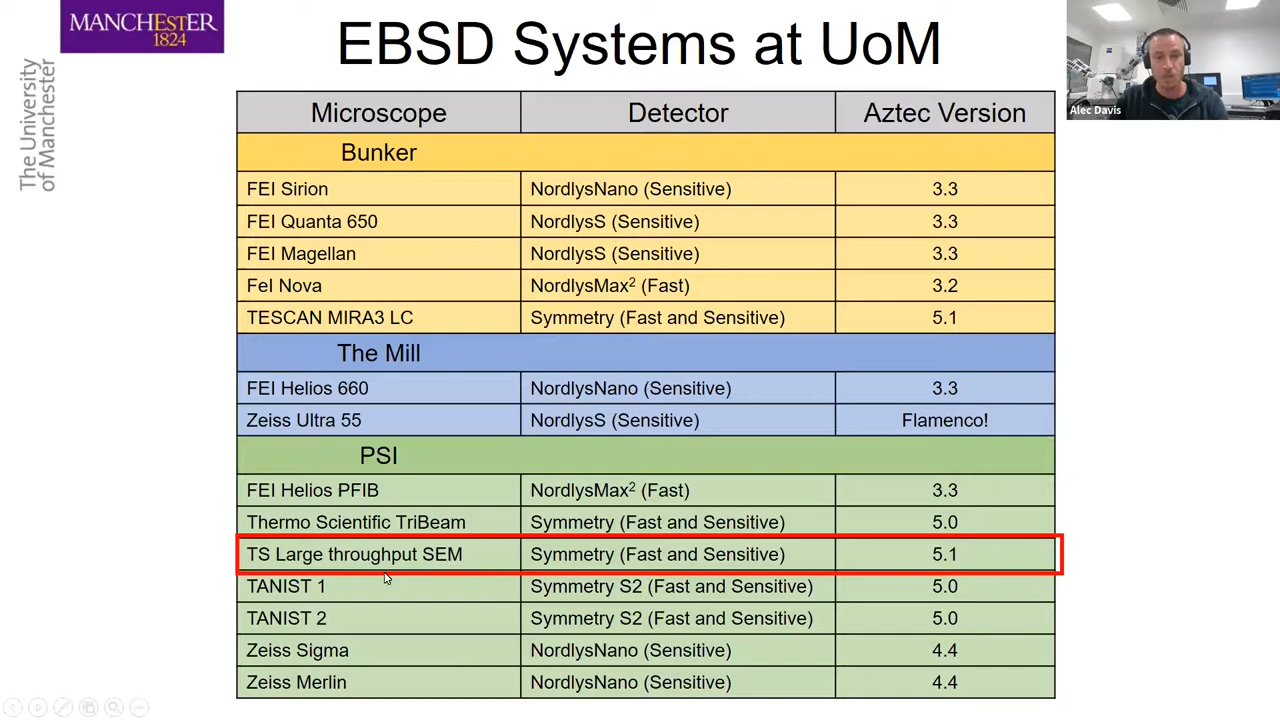 MANCHESTER
1824
The University
of Manchester
EBSD Systems at UoM
Alec Davis
Microscope Detector Aztec Version
Bunker
FEI Sirion NordlysNano (Sensitive) 3.3
FEI Quanta 650 NordlysS (Sensitive) 3.3
FEI Magellan NordlysS (Sensitive) 3.3
FeI Nova NordlysMax² (Fast) 3.2
TESCAN MIRA3 LC Symmetry (Fast and Sensitive) 5.1
The Mill
FEI Helios 660 NordlysNano (Sensitive) 3.3
Zeiss Ultra 55 NordlysS (Sensitive) Flamenco!
PSI
FEI Helios PFIB NordlysMax² (Fast) 3.3
Thermo Scientific TriBeam Symmetry (Fast and Sensitive) 5.0
TS Large throughput SEM Symmetry (Fast and Sensitive) 5.1
TANIST 1 Symmetry S2 (Fast and Sensitive) 5.0
TANIST 2 Symmetry S2 (Fast and Sensitive) 5.0
Zeiss Sigma NordlysNano (Sensitive) 4.4
Zeiss Merlin NordlysNano (Sensitive) 4.4